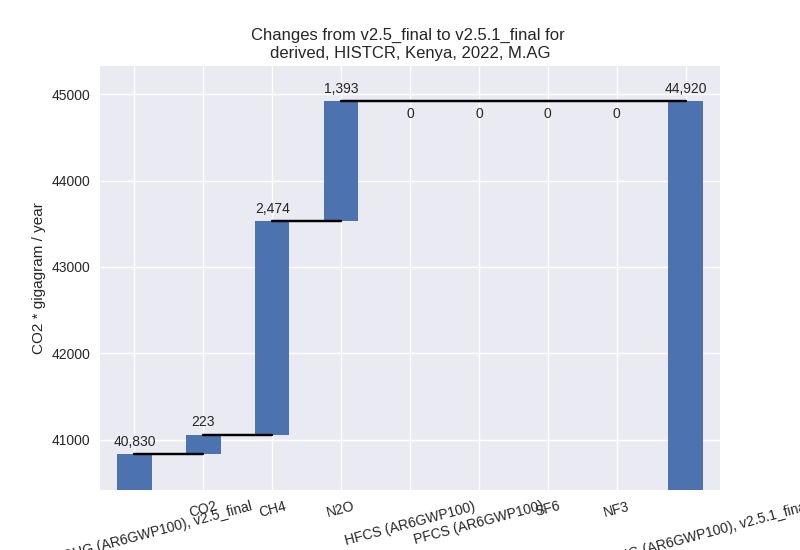 Changes from v2.5_final to v2.5.1_final for
derived, HISTCR, Kenya, 2022, M.AG
1,393
44,920
45000
0 0 0 0
44000
2,474
43000
CO2 * gigagram / year
42000
223
41000
40,830
CO2
CH4
N2O
HFCS (AR6GWP100)
PFCS (AR6GWP100)
SF6
NF3
(AR6GWP100), v2.5_final
(AR6GWP100), v2.5.1_fina